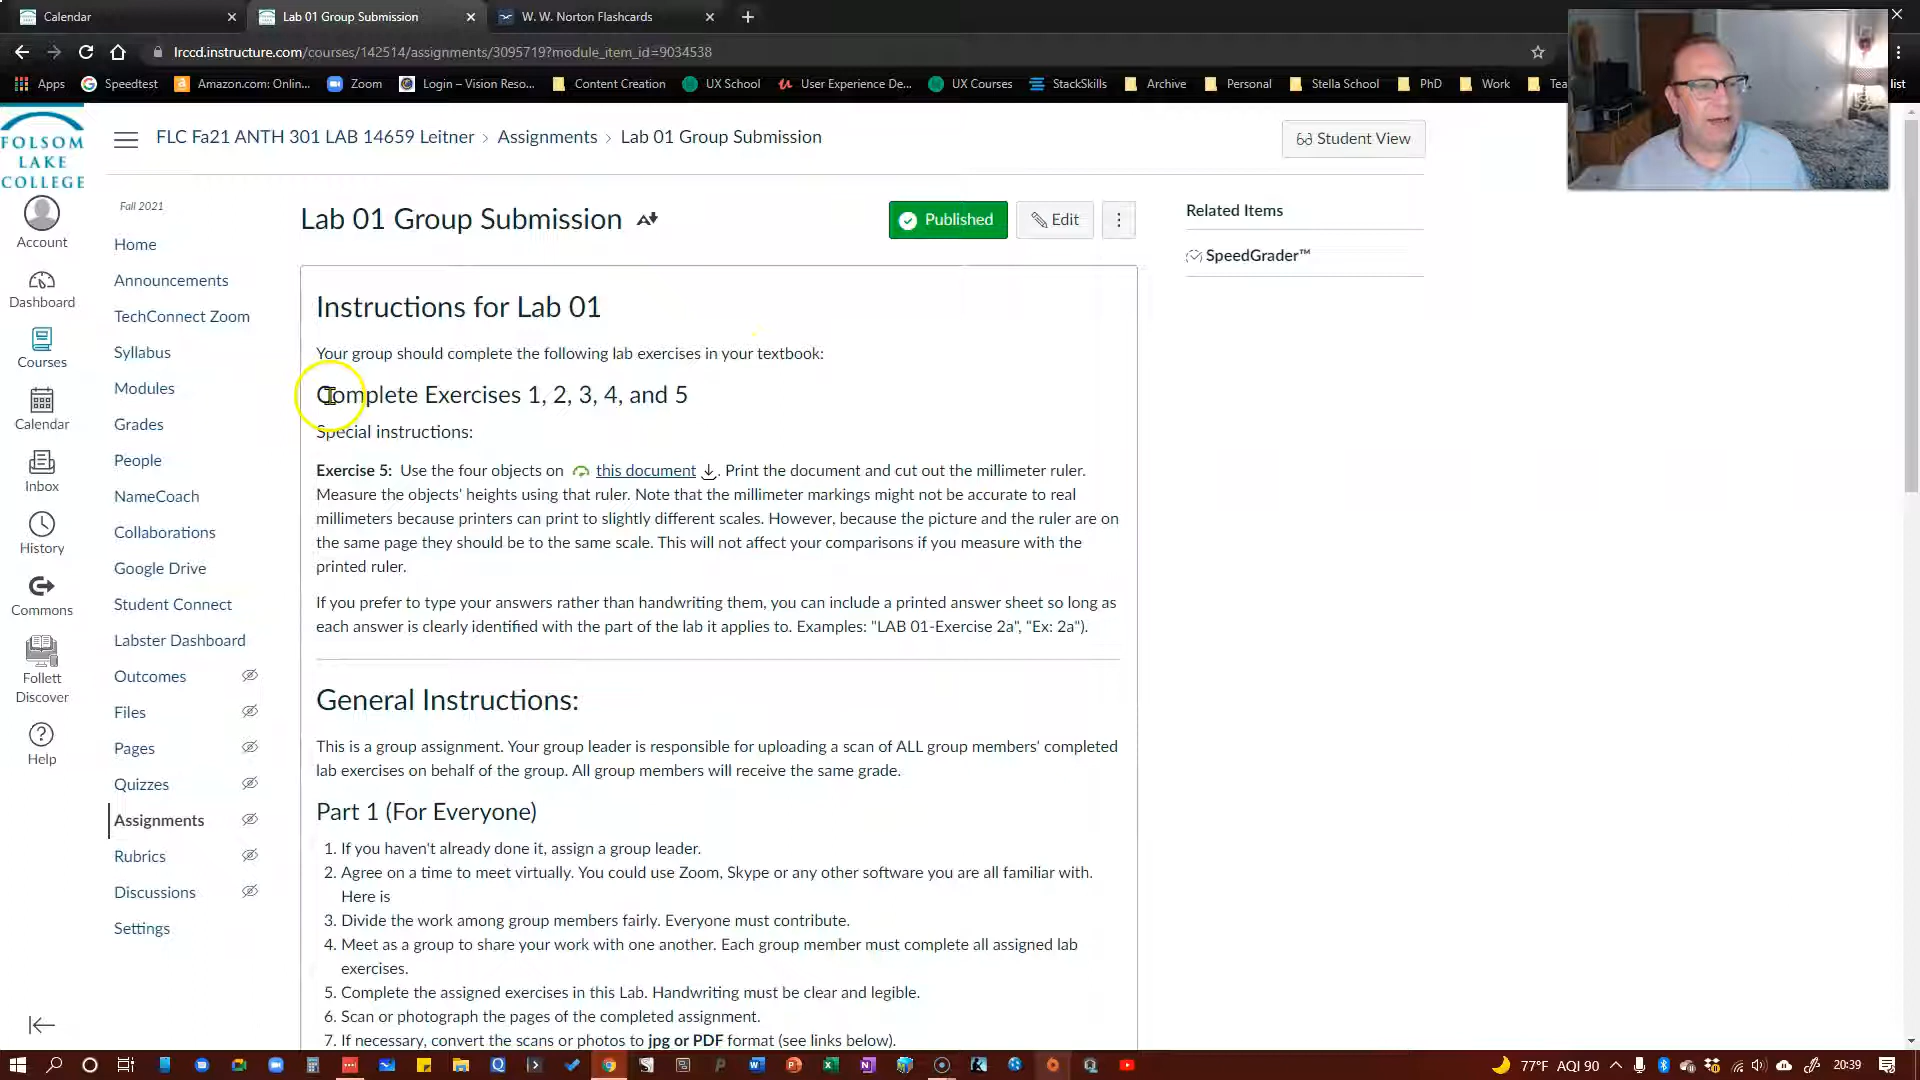 Calendar
Lab 01 Group Submission
W. W. Norton Flashcards
lrccd.instructure.com/courses/142514/assignments/3095719?module_item_id=9034538
Apps
Speedtest
Amazon.com: Onlin...
Zoom
Login – Vision Reso...
Content Creation
UX School
User Experience De...
UX Courses
StackSkills
Archive
Personal
Stella School
PhD
Work
list
FOLSOM
LAKE
COLLEGE
FLC Fa21 ANTH 301 LAB 14659 Leitner › Assignments › Lab 01 Group Submission
Student View
Account
Dashboard
Courses
Calendar
Inbox
History
Commons
Follett
Discover
Help
Fall 2021
Home
Announcements
TechConnect Zoom
Syllabus
Modules
Grades
People
NameCoach
Collaborations
Google Drive
Student Connect
Labster Dashboard
Outcomes
Files
Pages
Quizzes
Assignments
Rubrics
Discussions
Settings
Lab 01 Group Submission
Published
Edit
Related Items
SpeedGrader™
Instructions for Lab 01
Your group should complete the following lab exercises in your textbook:
Complete Exercises 1, 2, 3, 4, and 5
Special instructions:
Exercise 5: Use the four objects on this document. Print the document and cut out the millimeter ruler.
Measure the objects' heights using that ruler. Note that the millimeter markings might not be accurate to real
millimeters because printers can print to slightly different scales. However, because the picture and the ruler are on
the same page they should be to the same scale. This will not affect your comparisons if you measure with the
printed ruler.
If you prefer to type your answers rather than handwriting them, you can include a printed answer sheet so long as
each answer is clearly identified with the part of the lab it applies to. Examples: "LAB 01-Exercise 2a", "Ex: 2a").
General Instructions:
This is a group assignment. Your group leader is responsible for uploading a scan of ALL group members' completed
lab exercises on behalf of the group. All group members will receive the same grade.
Part 1 (For Everyone)
1. If you haven't already done it, assign a group leader.
2. Agree on a time to meet virtually. You could use Zoom, Skype or any other software you are all familiar with.
Here is
3. Divide the work among group members fairly. Everyone must contribute.
4. Meet as a group to share your work with one another. Each group member must complete all assigned lab
exercises.
5. Complete the assigned exercises in this Lab. Handwriting must be clear and legible.
6. Scan or photograph the pages of the completed assignment.
7. If necessary, convert the scans or photos to jpg or PDF format (see links below).
77°F AQI 90
20:39